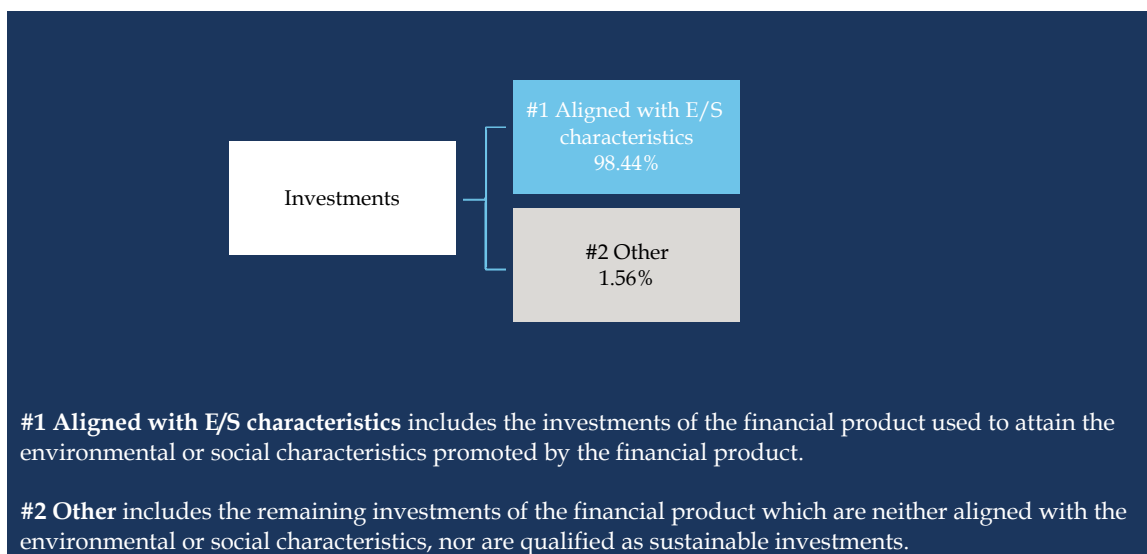 #1 Aligned with E/S
characteristics
98.44%
Investments
#2 Other
1.56%
#1 Aligned with E/S characteristics includes the investments of the financial product used to attain the
environmental or social characteristics promoted by the financial product.
#2 Other includes the remaining investments of the financial product which are neither aligned with the
environmental or social characteristics, nor are qualified as sustainable investments.